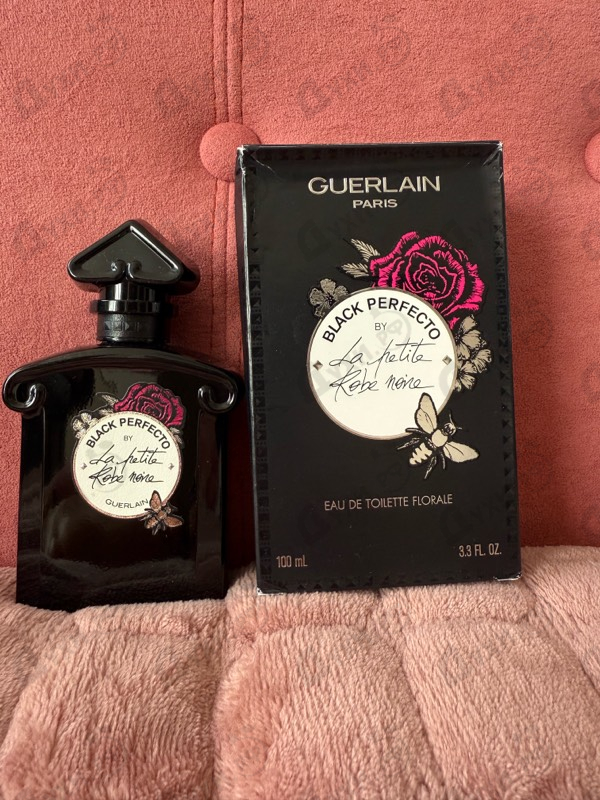 GUERLAIN
PARIS
BLACK PERFECTO
BY
La petite
Robe noire
EAU DE TOILETTE FLORALE
100 mL
3.3 FL. OZ.
BLACK PERFECTO
BY
La petite
Robe noire
GUERLAIN